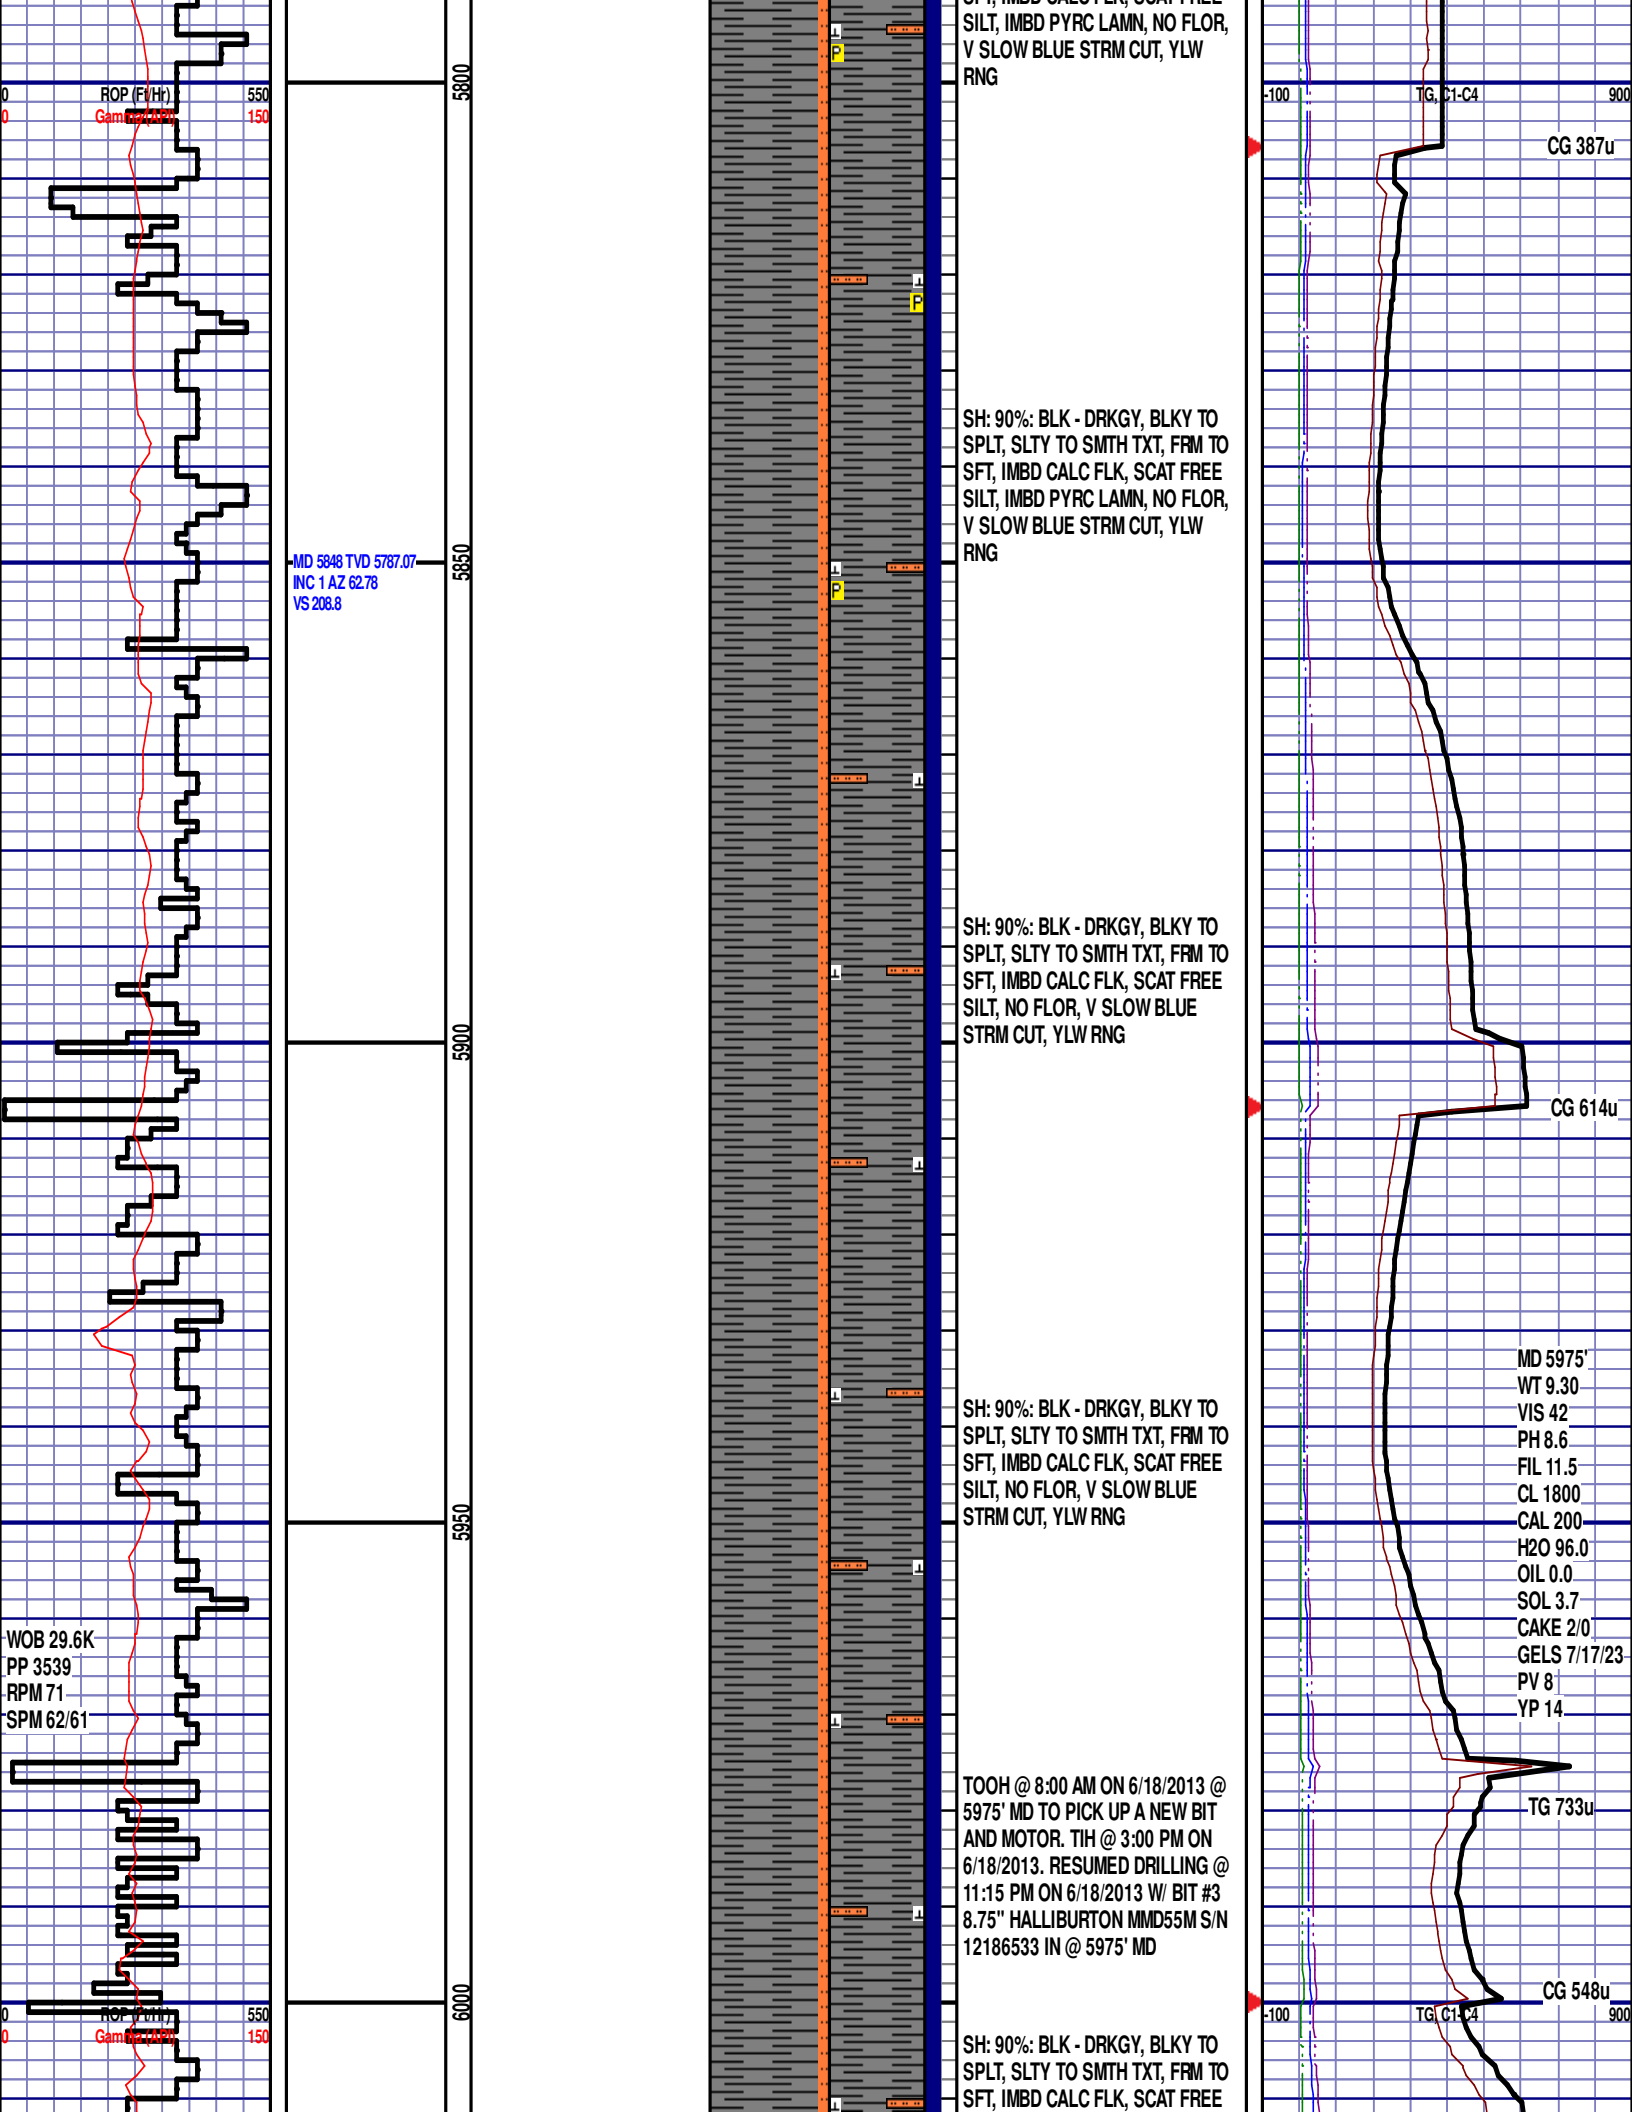 SILT, IMBD PYRC LAMN, NO FLOR,
V SLOW BLUE STRM CUT, YLW
RNG
5800
0 ROP (Ft/Hr) 550
0 Gamma (API) 150
-100 TG, C1-C4 900
CG 387u
P
P
SH: 90%: BLK - DRKGY, BLKY TO
SPLT, SLTY TO SMTH TXT, FRM TO
SFT, IMBD CALC FLK, SCAT FREE
SILT, IMBD PYRC LAMN, NO FLOR,
V SLOW BLUE STRM CUT, YLW
RNG
MD 5848 TVD 5787.07
INC 1 AZ 62.78
VS 208.8
5850
P
SH: 90%: BLK - DRKGY, BLKY TO
SPLT, SLTY TO SMTH TXT, FRM TO
SFT, IMBD CALC FLK, SCAT FREE
SILT, NO FLOR, V SLOW BLUE
STRM CUT, YLW RNG
5900
CG 614u
SH: 90%: BLK - DRKGY, BLKY TO
SPLT, SLTY TO SMTH TXT, FRM TO
SFT, IMBD CALC FLK, SCAT FREE
SILT, NO FLOR, V SLOW BLUE
STRM CUT, YLW RNG
5950
MD 5975'
WT 9.30
VIS 42
PH 8.6
FIL 11.5
CL 1800
CAL 200
H2O 96.0
OIL 0.0
SOL 3.7
CAKE 2/0
GELS 7/17/23
PV 8
YP 14
WOB 29.6K
PP 3539
RPM 71
SPM 62/61
TG 733u
TOOH @ 8:00 AM ON 6/18/2013 @
5975' MD TO PICK UP A NEW BIT
AND MOTOR. TIH @ 3:00 PM ON
6/18/2013. RESUMED DRILLING @
11:15 PM ON 6/18/2013 W/ BIT #3
8.75" HALLIBURTON MMD55M S/N
12186533 IN @ 5975' MD
CG 548u
6000
0 ROP (Ft/Hr) 550
0 Gamma (API) 150
-100 TG, C1-C4 900
SH: 90%: BLK - DRKGY, BLKY TO
SPLT, SLTY TO SMTH TXT, FRM TO
SFT, IMBD CALC FLK, SCAT FREE